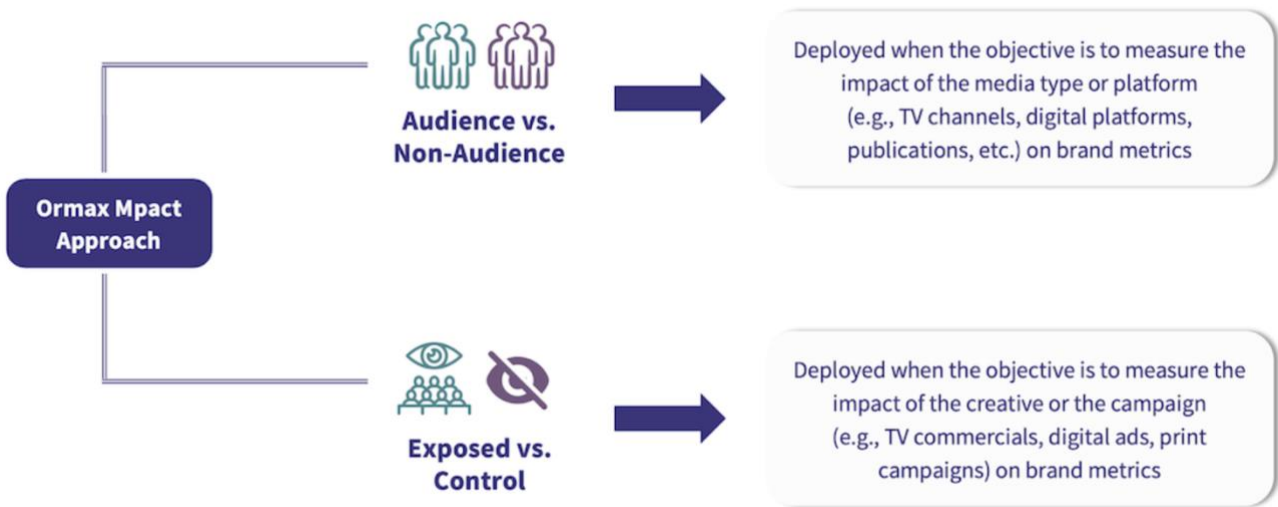 Ormax Mpact
Approach
Audience vs.
Non-Audience
Deployed when the objective is to measure the
impact of the media type or platform
(e.g., TV channels, digital platforms,
publications, etc.) on brand metrics
Exposed vs.
Control
Deployed when the objective is to measure the
impact of the creative or the campaign
(e.g., TV commercials, digital ads, print
campaigns) on brand metrics